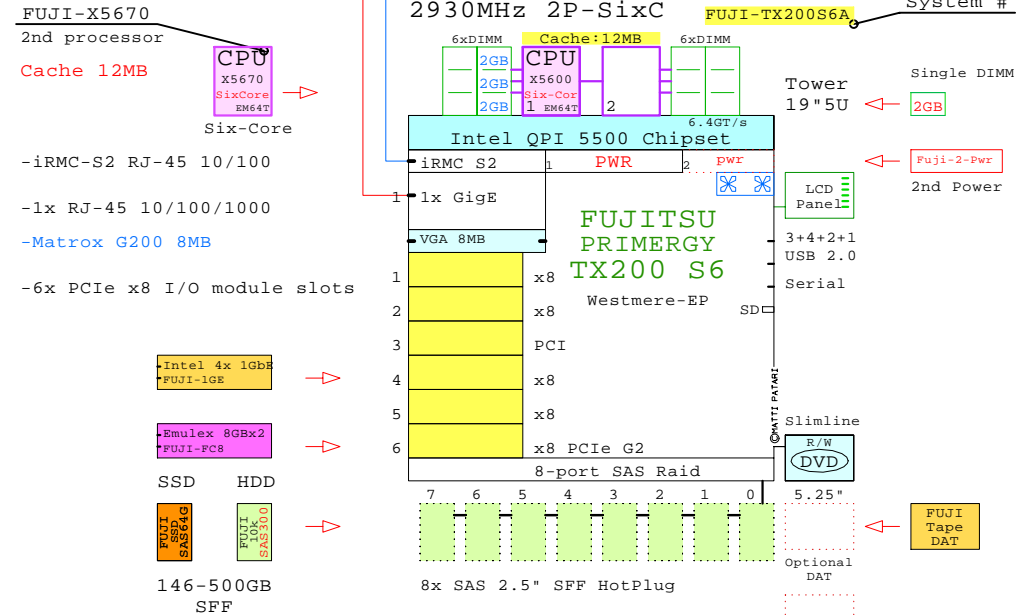 FUJI-X5670
2nd processor
Cache 12MB
CPU
X5670
SixCore
EM64T
Six-Core
-iRMC-S2 RJ-45 10/100
-1x RJ-45 10/100/1000
-Matrox G200 8MB
-6x PCIe x8 I/O module slots
Intel 4x 1GbE
FUJI-1GE
Emulex 8GBx2
FUJI-FC8
SSD HDD
FUJI
SSD
SAS64G
FUJI
10k
SAS300
146-500GB
SFF
2930MHz 2P-SixC
FUJI-TX200S6A
System #
6xDIMM
Cache:12MB
6xDIMM
2GB
2GB
2GB
CPU
X5600
Six-Cor
1 EM64T
2
6.4GT/s
Intel QPI 5500 Chipset
iRMC S2
1 PWR
2 pwr
1 1x GigE
VGA 8MB
FUJITSU
PRIMERGY
TX200 S6
Westmere-EP
1 x8
2 x8
3 PCI
4 x8
5 x8
6 x8 PCIe G2
8-port SAS Raid
7 6 5 4 3 2 1 0
8x SAS 2.5" SFF HotPlug
©MATTI PATARI
Tower
19"5U
Single DIMM
2GB
Fuji-2-Pwr
2nd Power
LCD
Panel
3+4+2+1
USB 2.0
Serial
SD
Slimline
R/W
DVD
5.25"
Optional
DAT
FUJI
Tape
DAT